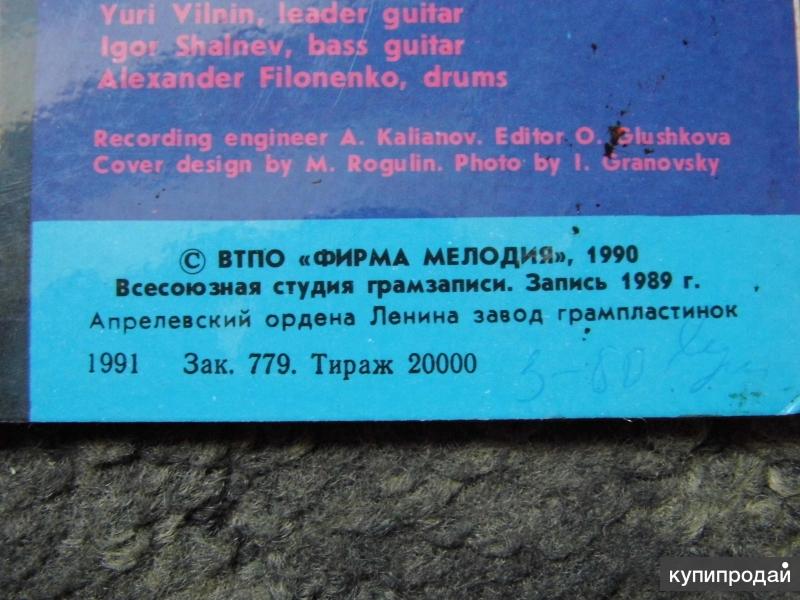 Yuri Vilnin, leader guitar
Igor Shalnev, bass guitar
Alexander Filonenko, drums
Recording engineer A. Kalianov. Editor O. Glushkova
Cover design by M. Rogulin. Photo by I. Granovsky
© ВТПО «ФИРМА МЕЛОДИЯ», 1990
Всесоюзная студия грамзаписи. Запись 1989 г.
Апрелевский ордена Ленина завод грампластинок
1991 Зак. 779. Тираж 20000
3-80
купипродай